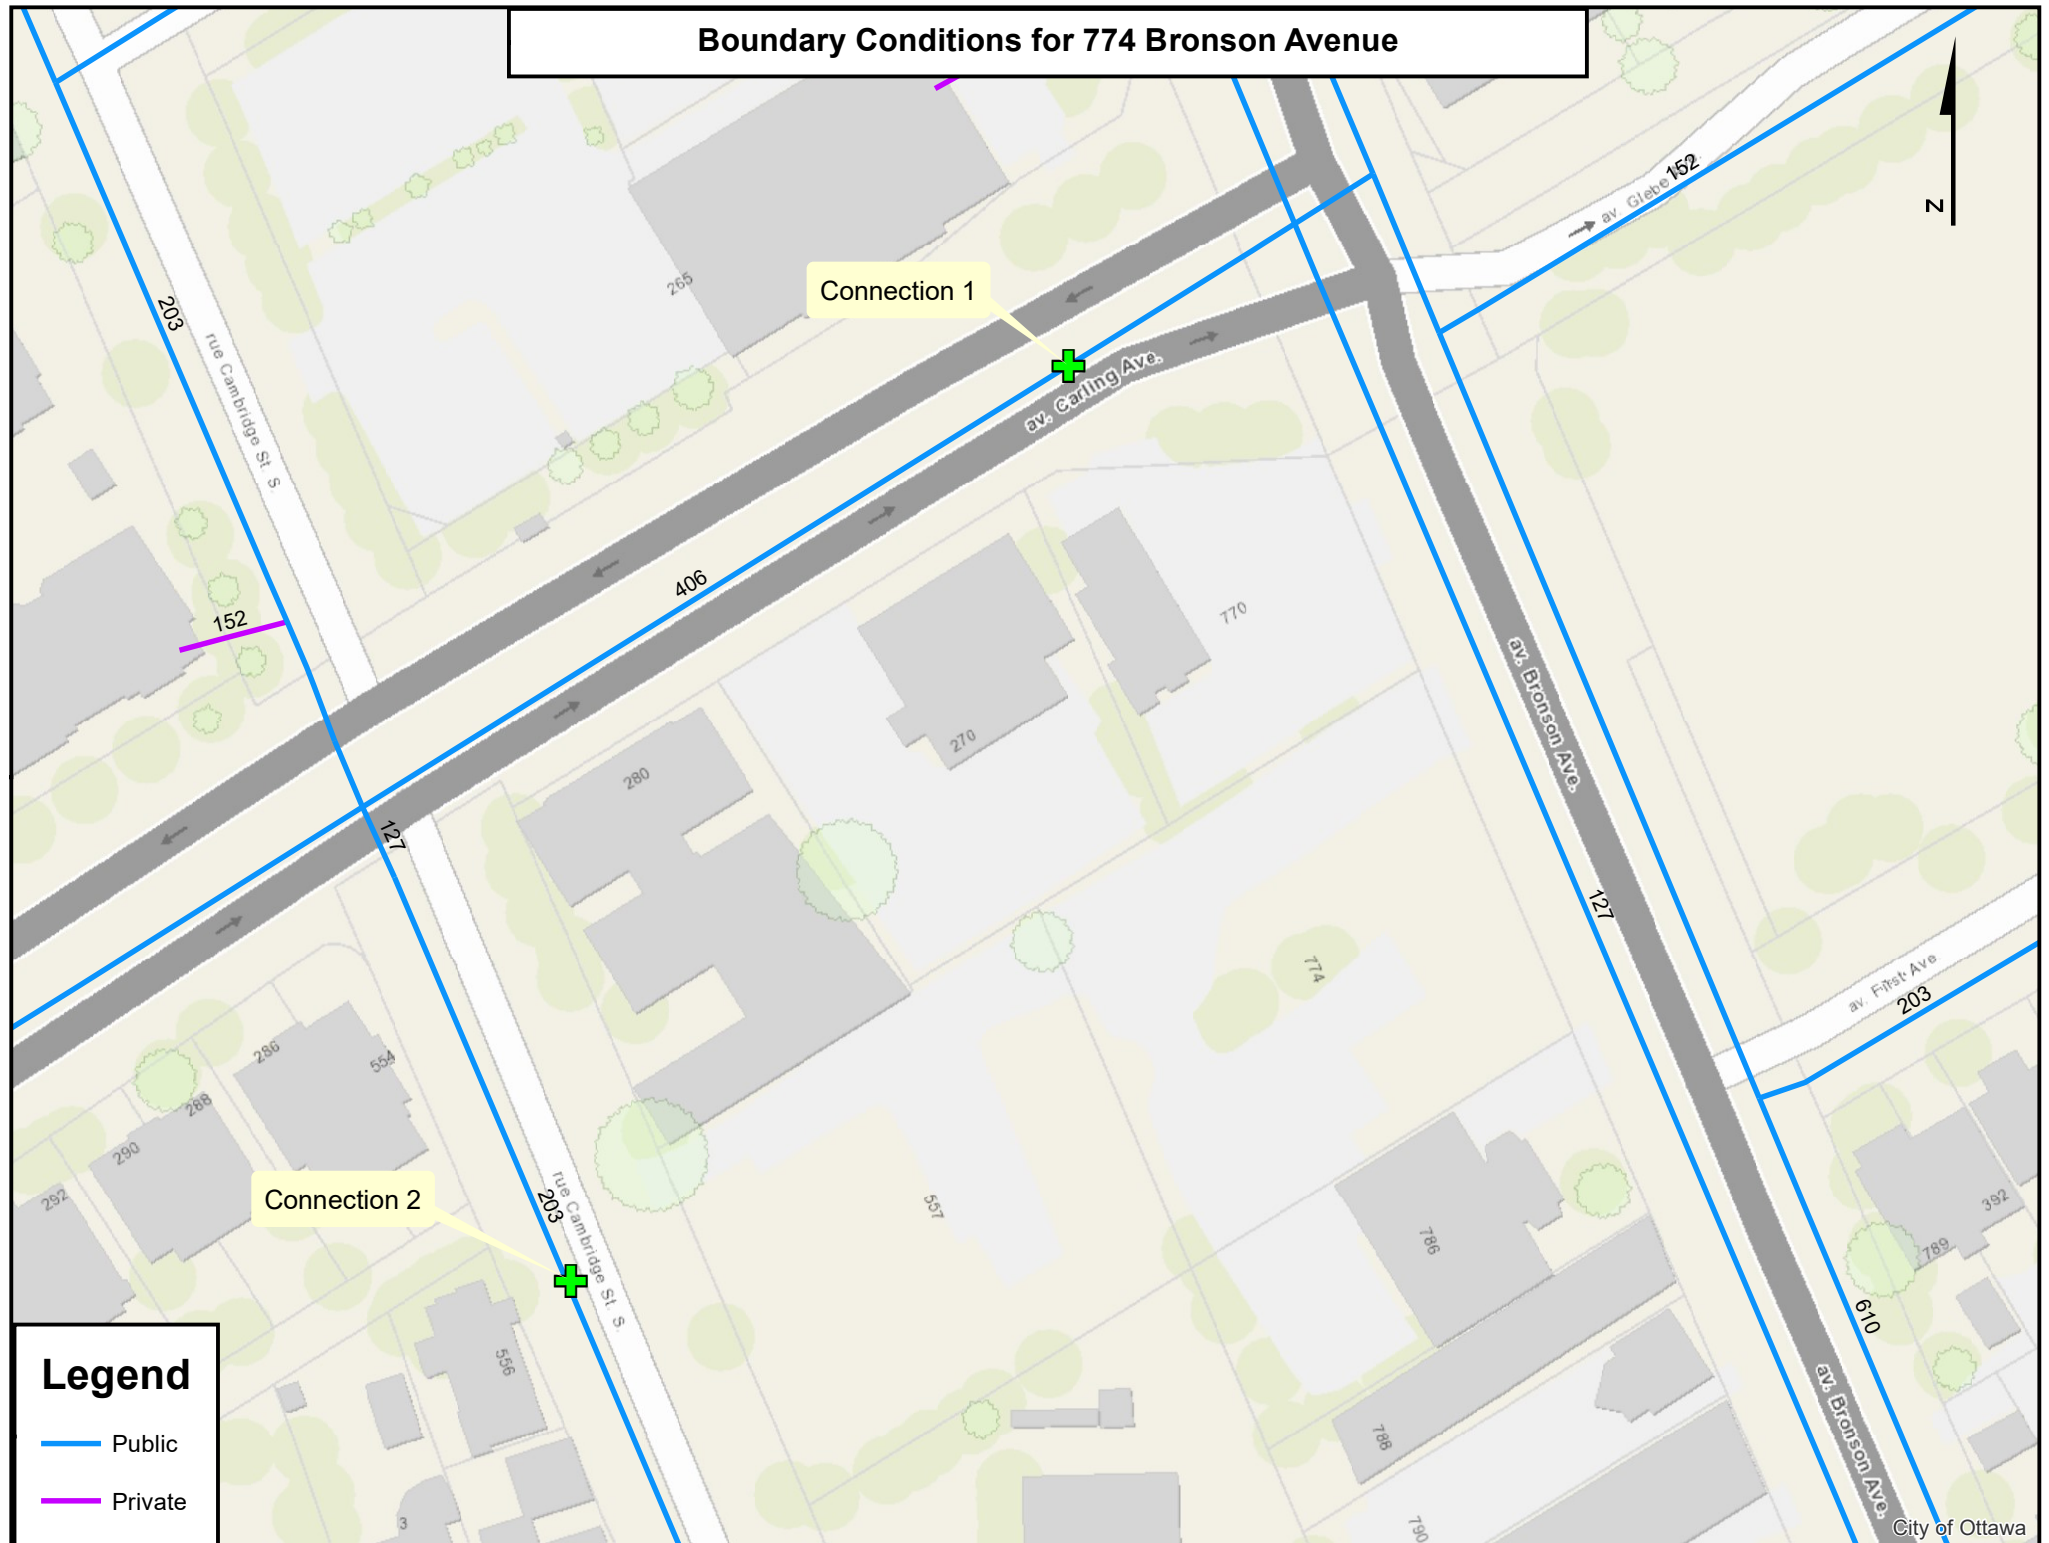 Boundary Conditions for 774 Bronson Avenue
152
av. Glebe
N
203
265
Connection 1
rue Cambridge St. S.
av. Carling Ave.
406
152
770
av. Bronson Ave.
270
280
127
127
774
av. First Ave
203
286
554
288
290
292
Connection 2
203
rue Cambridge St. S.
557
786
392
789
610
556
788
av. Bronson Ave.
790
3
Legend
Public
Private
City of Ottawa